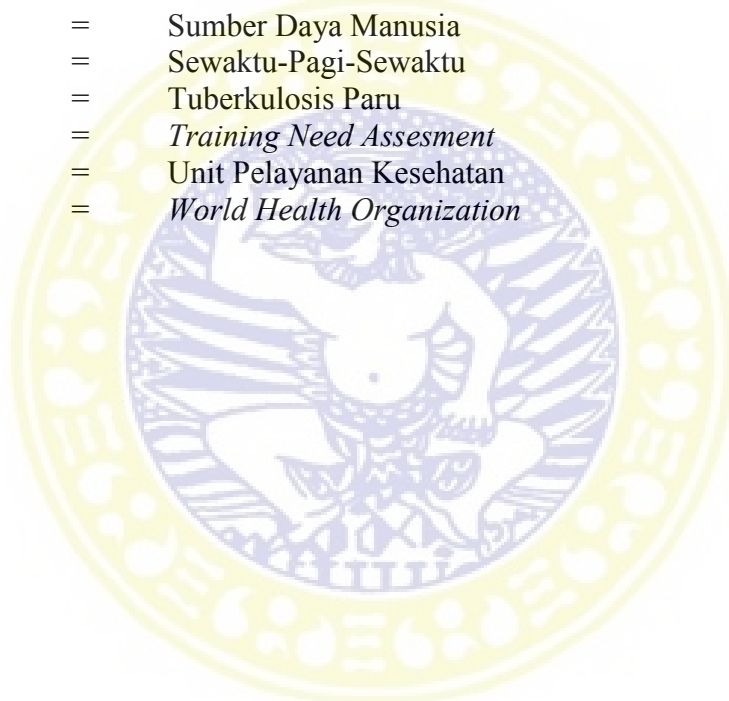 = Sumber Daya Manusia
= Sewaktu-Pagi-Sewaktu
= Tuberkulosis Paru
= Training Need Assesment
= Unit Pelayanan Kesehatan
= World Health Organization